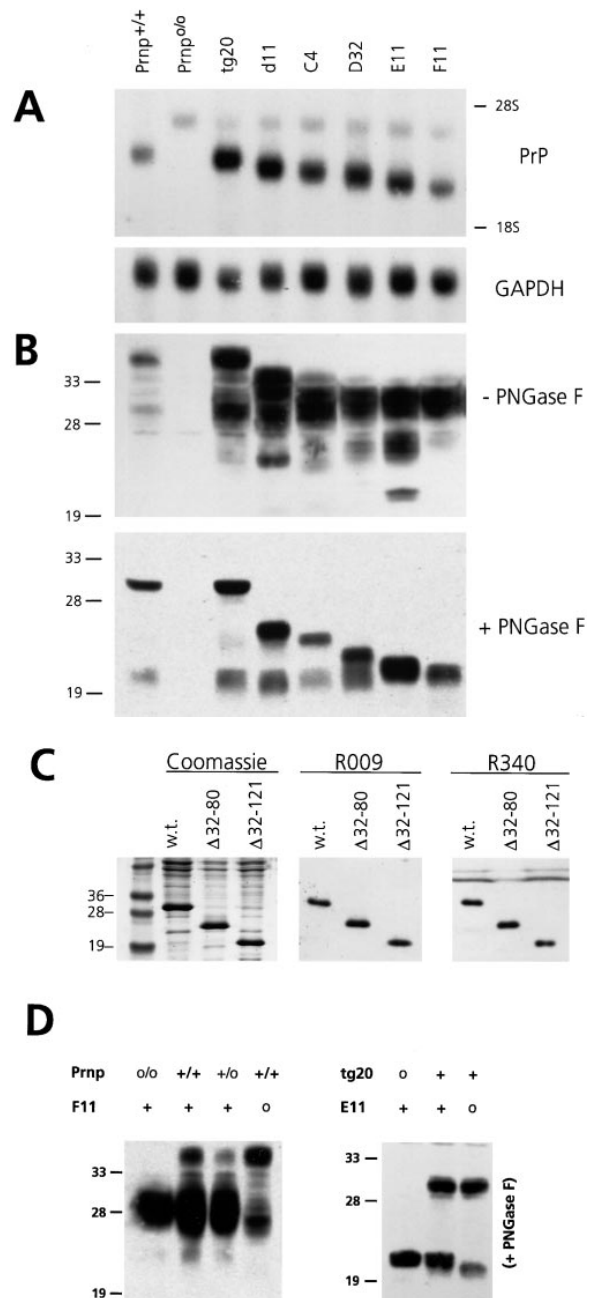 Prnp+/+ Prnpo/o tg20 d11 C4 D32 E11 F11
A
28S
PrP
18S
GAPDH
B
33
28
19
- PNGase F
33
28
19
+ PNGase F
C
Coomassie R009 R340
w.t. Δ32-80 Δ32-121 w.t. Δ32-80 Δ32-121 w.t. Δ32-80 Δ32-121
36
28
19
D
Prnp o/o +/+ +/o +/+
F11 + + + o
33
28
19
tg20 o + +
E11 + + o
33
28
19
(+ PNGase F)